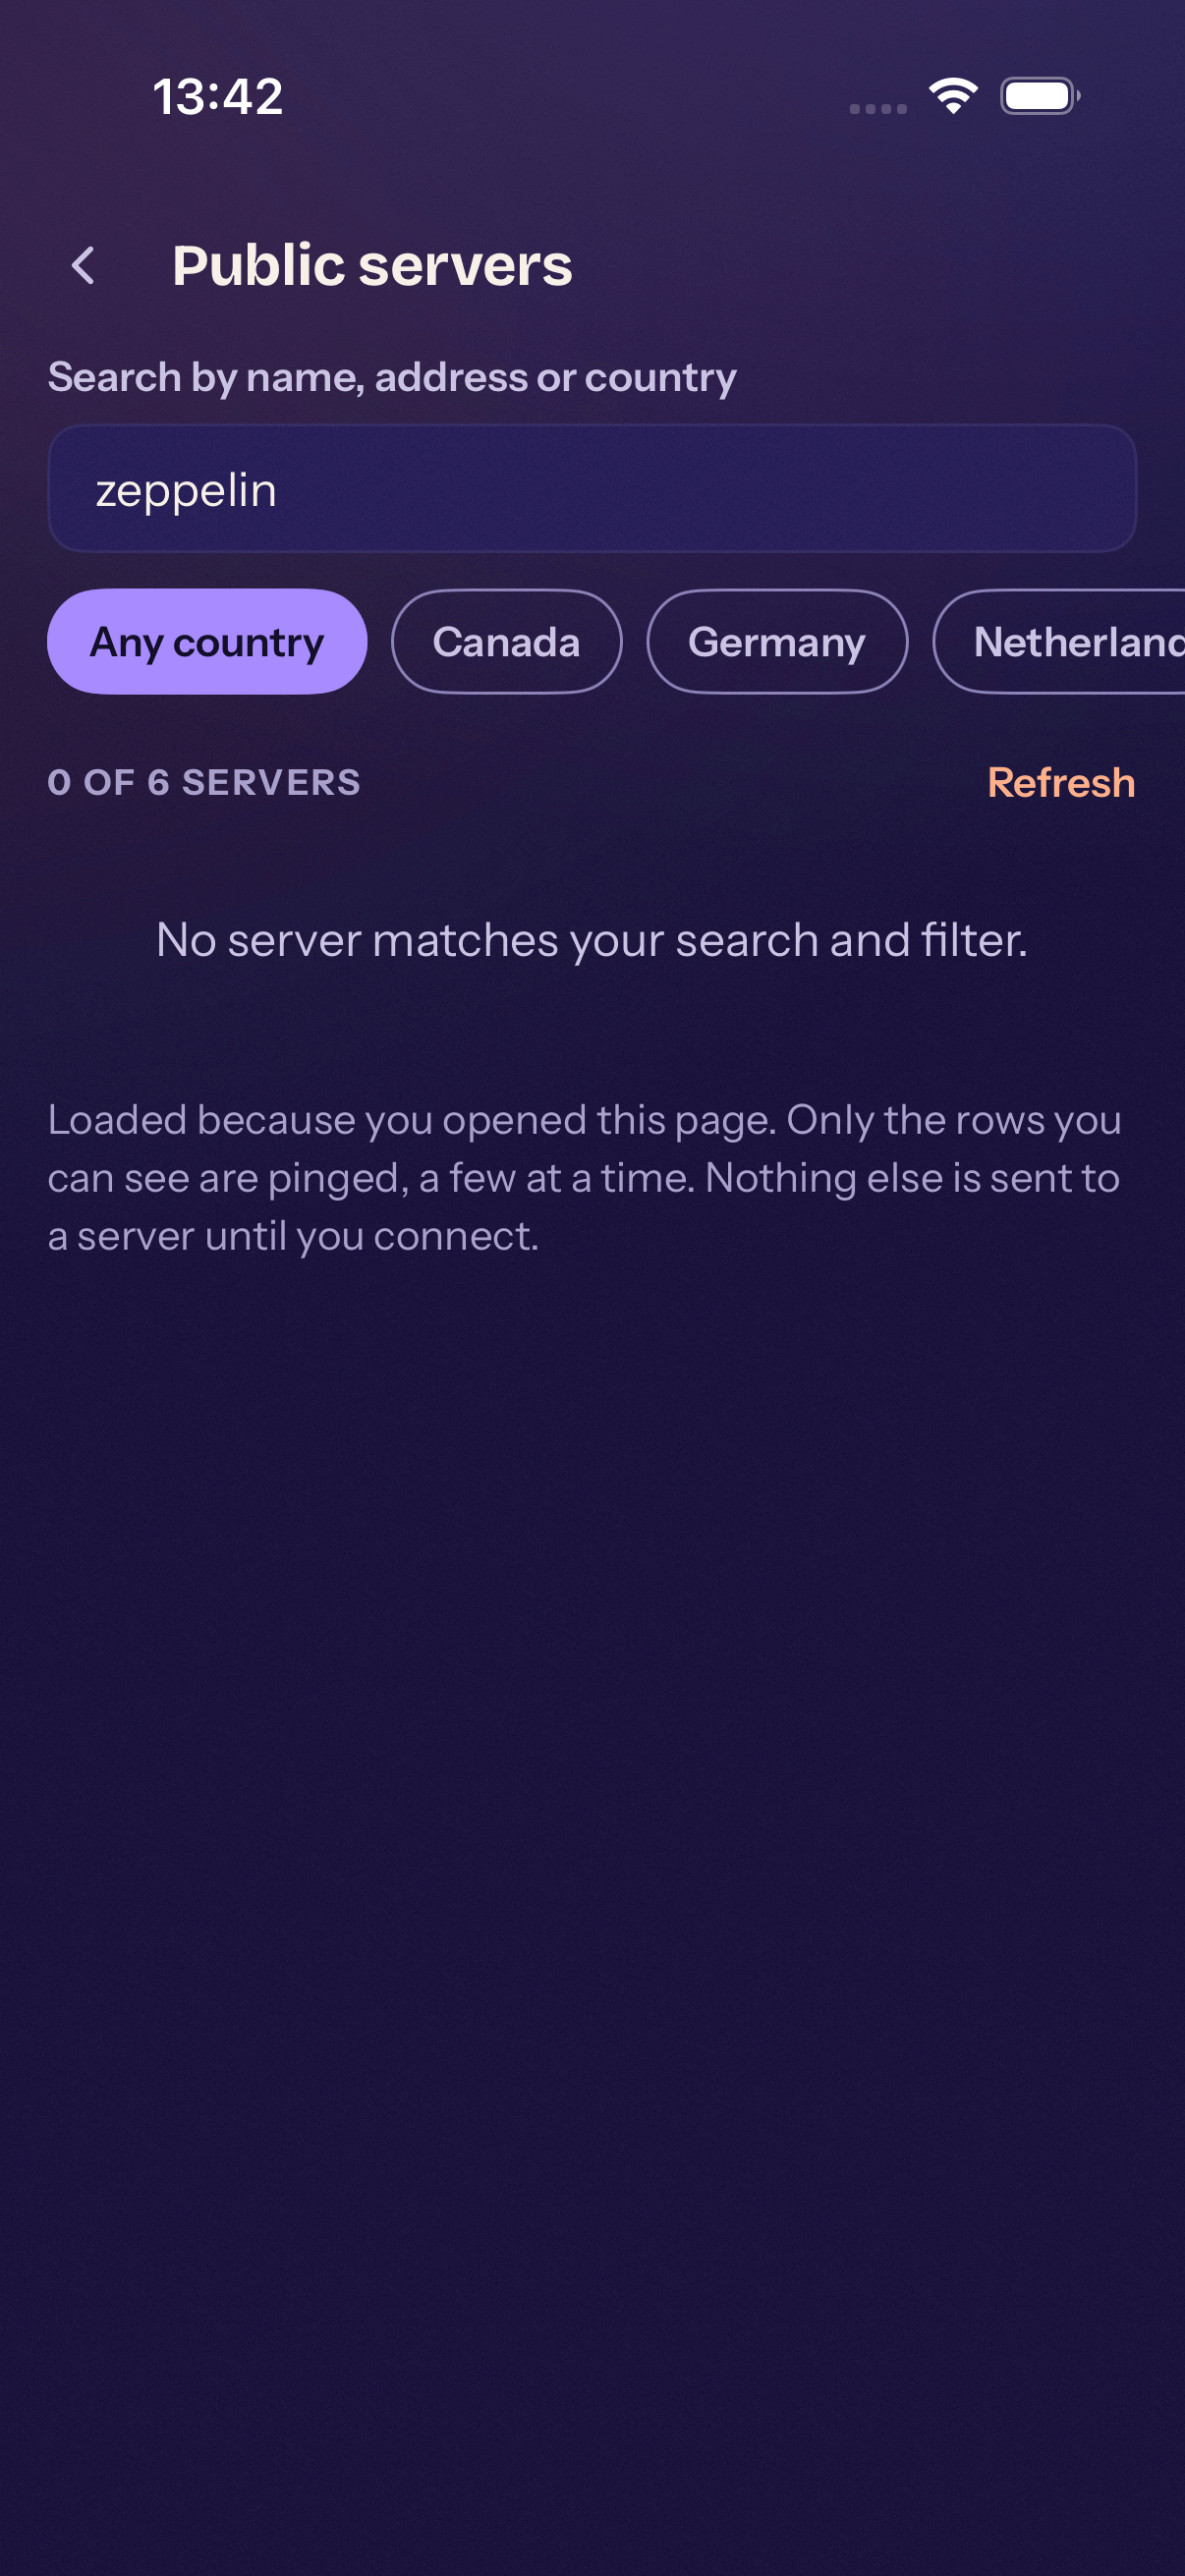 13:42
Public servers
Search by name, address or country
zeppelin
Any country Canada Germany Netherland
0 OF 6 SERVERS Refresh
No server matches your search and filter.
Loaded because you opened this page. Only the rows you
can see are pinged, a few at a time. Nothing else is sent to
a server until you connect.